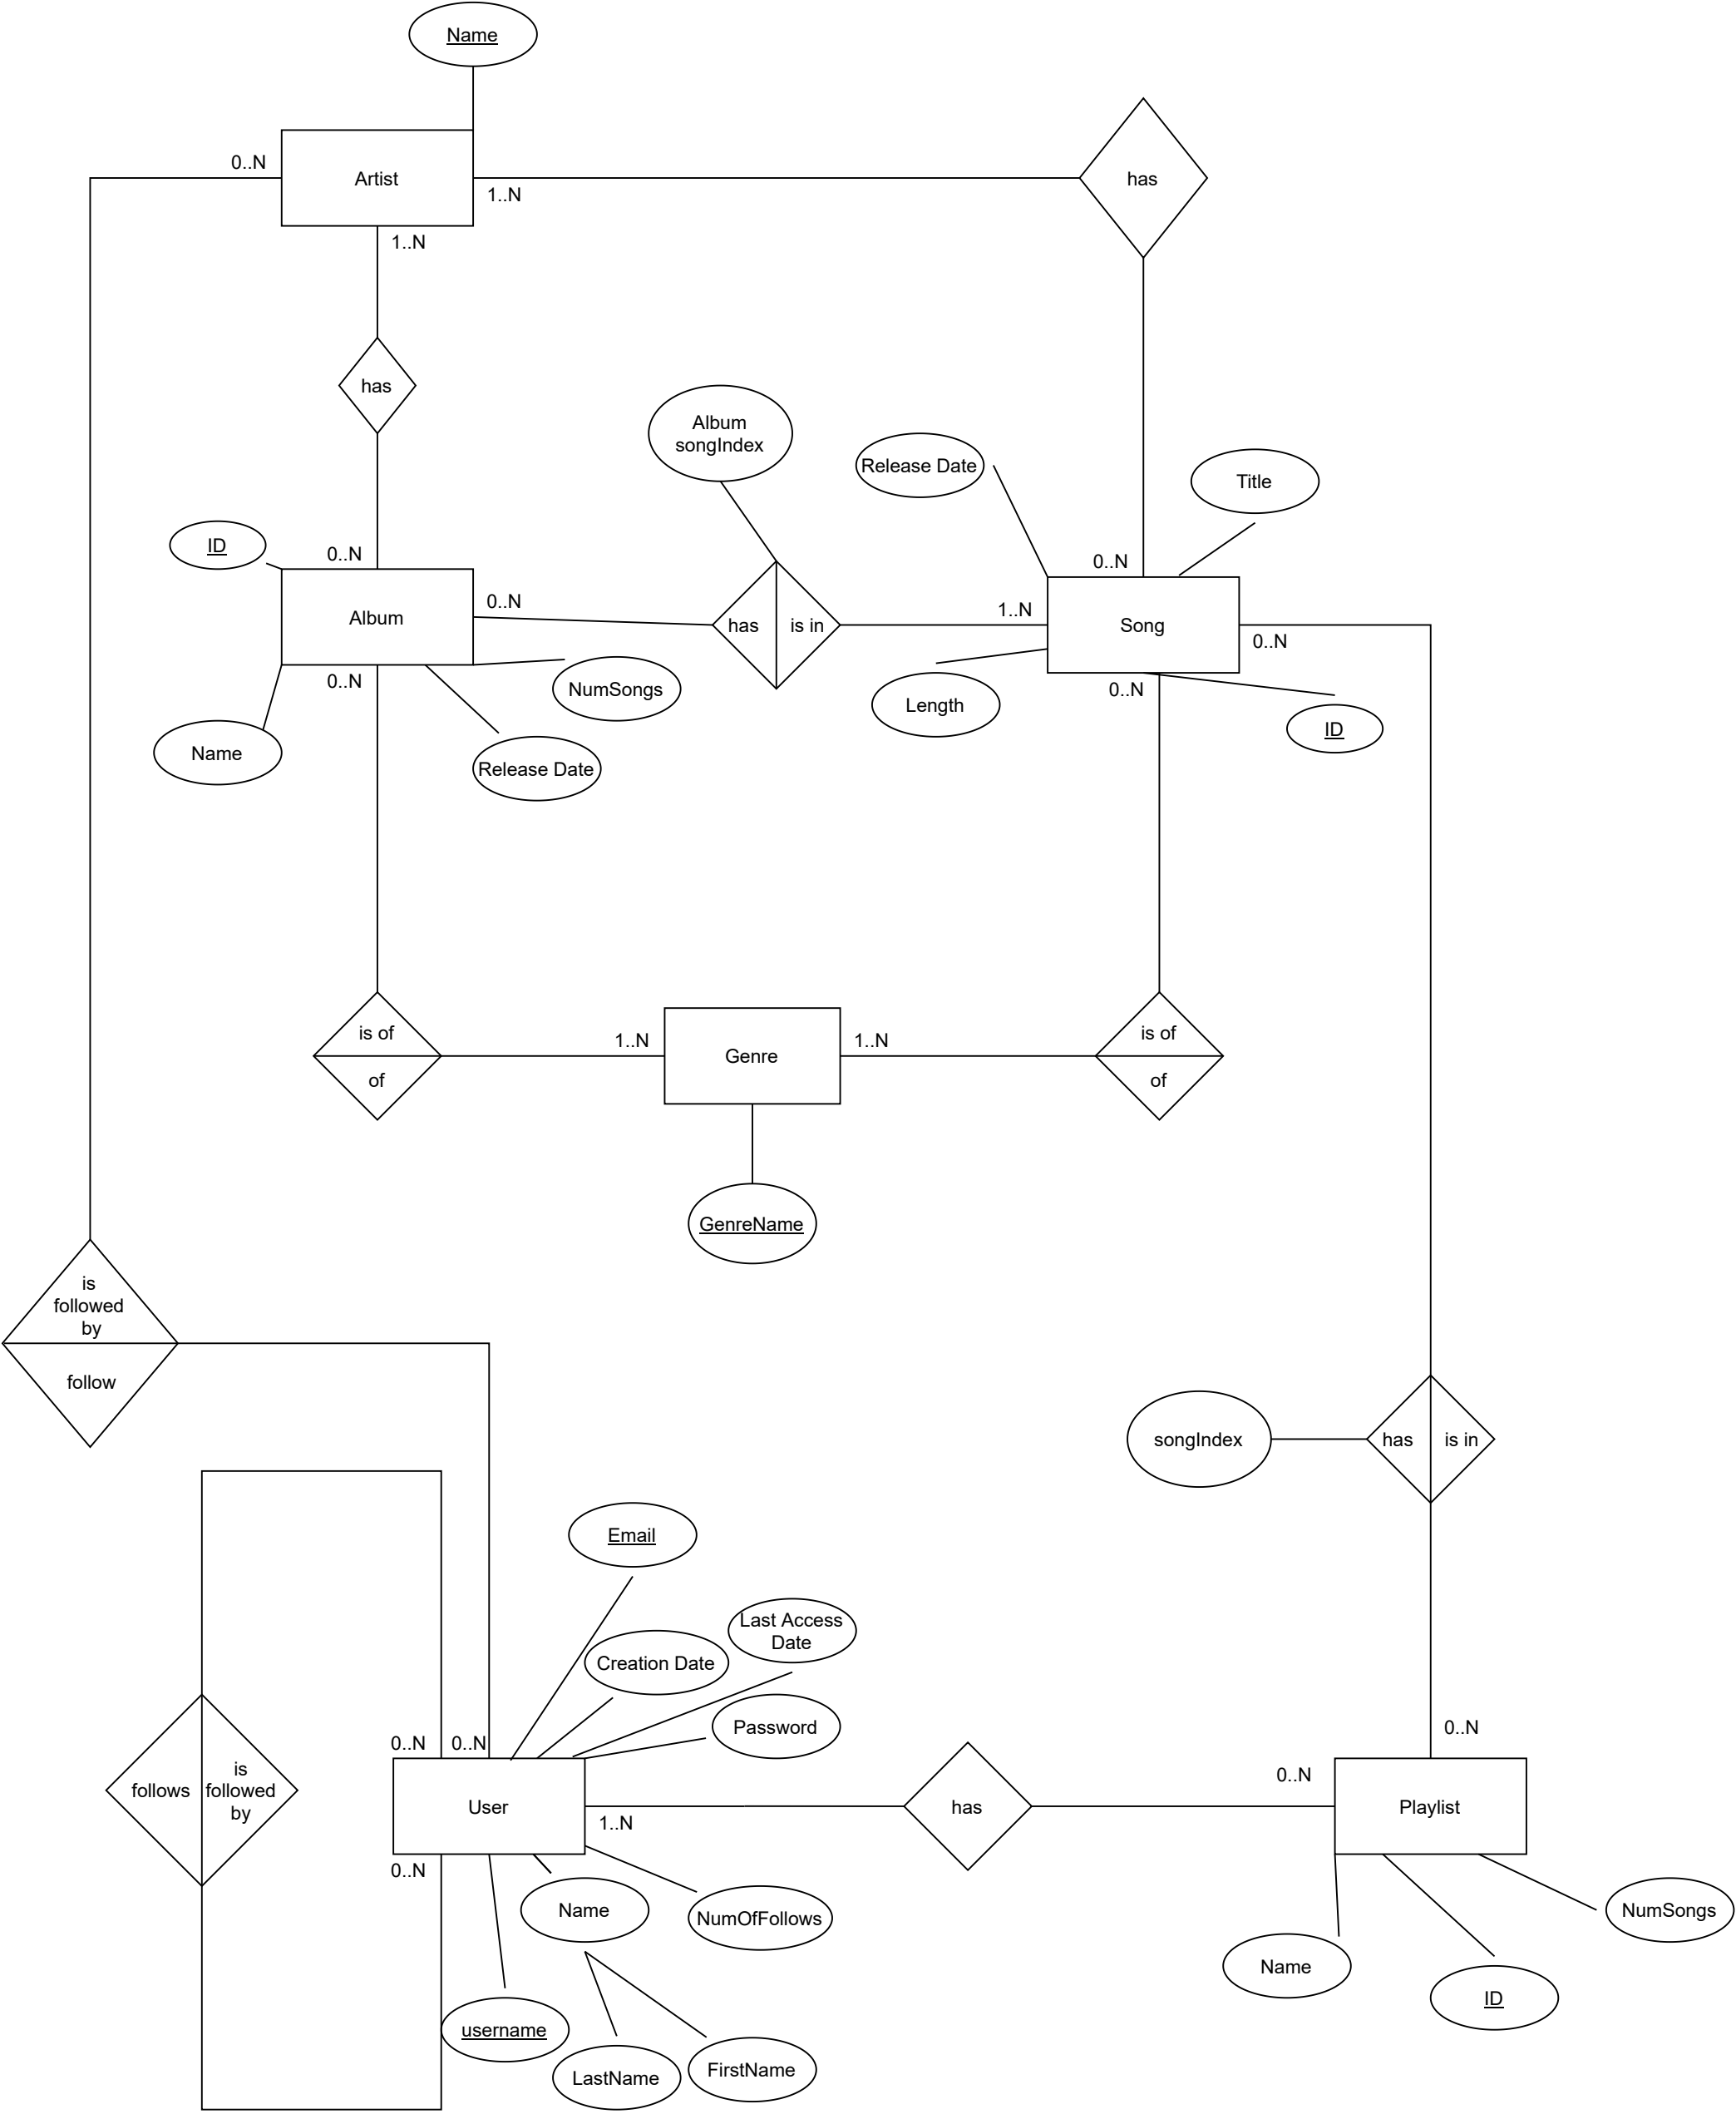 Name
0..N
Artist
has
1..N
1..N
has
Album
songIndex
Release Date
Title
ID
0..N
0..N
0..N
1..N
Album
has
is in
Song
0..N
0..N
NumSongs
0..N
Length
ID
Name
Release Date
is of
1..N
1..N
is of
Genre
of
of
GenreName
is
followed
by
follow
songIndex
has
is in
Email
Last Access
Date
Creation Date
Password
0..N
0..N
0..N
is
followed
by
follows
0..N
User
has
Playlist
1..N
0..N
Name
NumOfFollows
NumSongs
Name
ID
username
LastName
FirstName